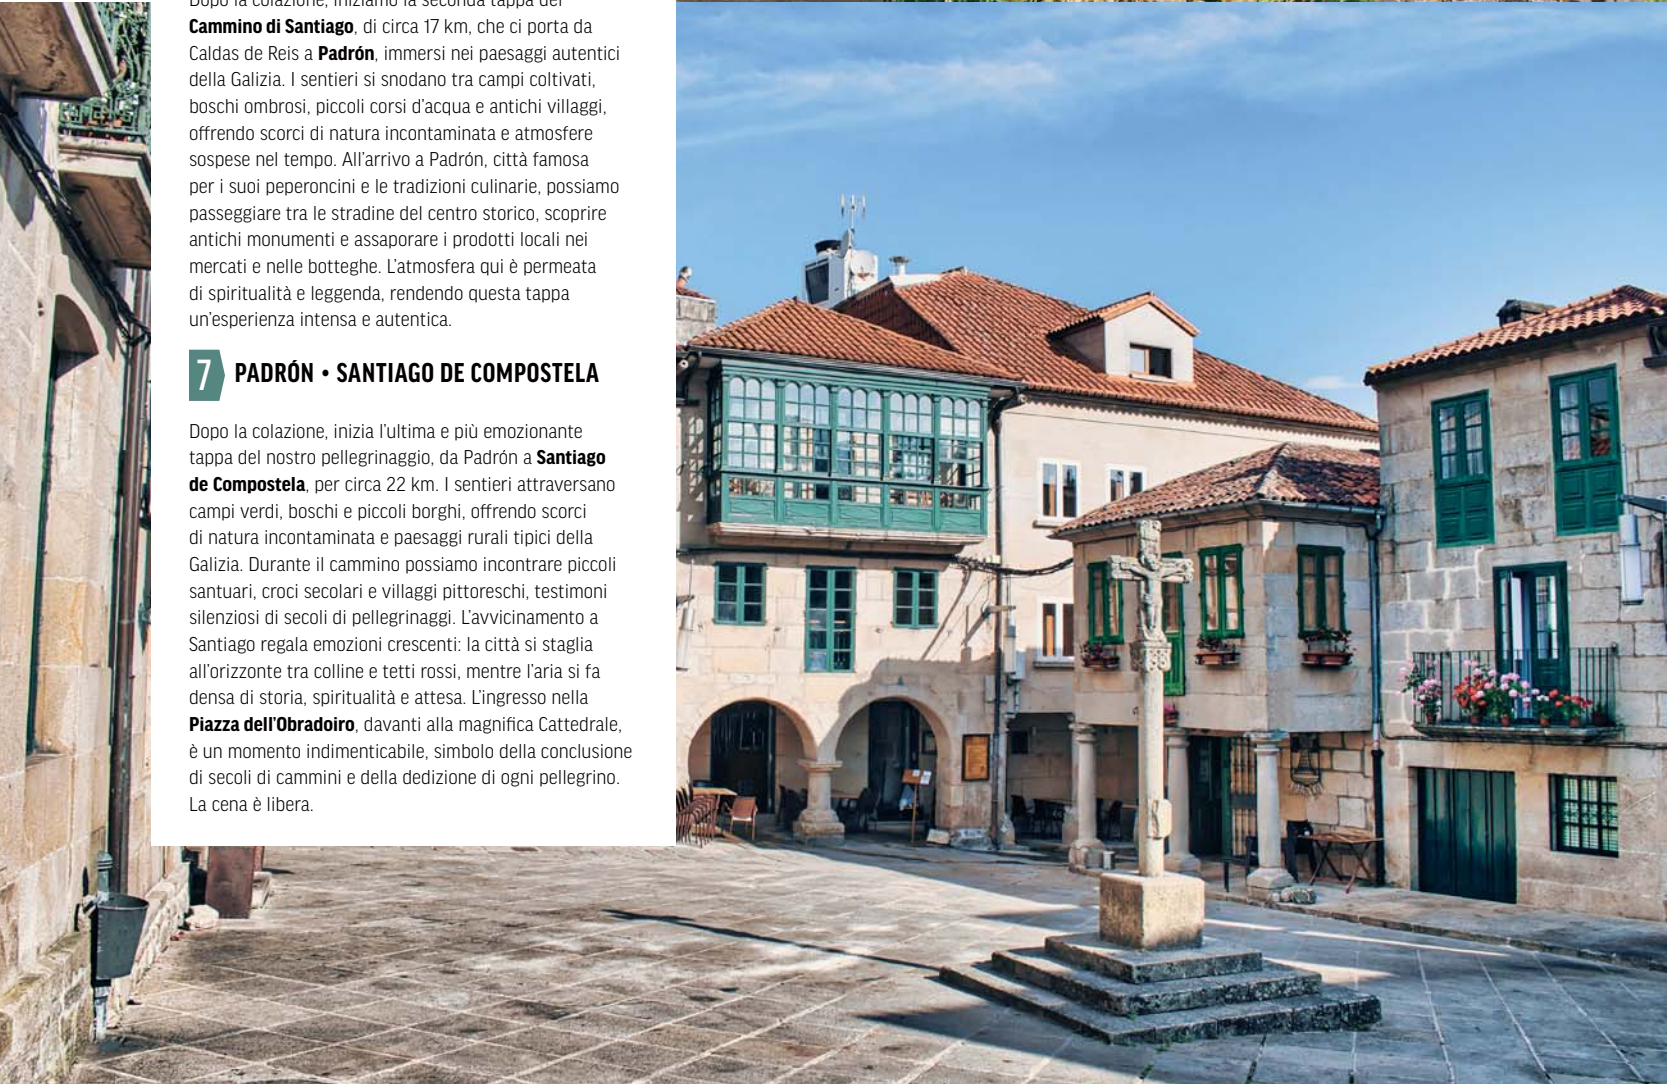 Dopo la colazione, iniziamo la seconda tappa del
Cammino di Santiago, di circa 17 km, che ci porta da
Caldas de Reis a Padrón, immersi nei paesaggi autentici
della Galizia. I sentieri si snodano tra campi coltivati,
boschi ombrosi, piccoli corsi d'acqua e antichi villaggi,
offrendo scorci di natura incontaminata e atmosfere
sospese nel tempo. All'arrivo a Padrón, città famosa
per i suoi peperoncini e le tradizioni culinarie, possiamo
passeggiare tra le stradine del centro storico, scoprire
antichi monumenti e assaporare i prodotti locali nei
mercati e nelle botteghe. L'atmosfera qui è permeata
di spiritualità e leggenda, rendendo questa tappa
un'esperienza intensa e autentica.
7 PADRÓN • SANTIAGO DE COMPOSTELA
Dopo la colazione, inizia l'ultima e più emozionante
tappa del nostro pellegrinaggio, da Padrón a Santiago
de Compostela, per circa 22 km. I sentieri attraversano
campi verdi, boschi e piccoli borghi, offrendo scorci
di natura incontaminata e paesaggi rurali tipici della
Galizia. Durante il cammino possiamo incontrare piccoli
santuari, croci secolari e villaggi pittoreschi, testimoni
silenziosi di secoli di pellegrinaggi. L'avvicinamento a
Santiago regala emozioni crescenti: la città si staglia
all'orizzonte tra colline e tetti rossi, mentre l'aria si fa
densa di storia, spiritualità e attesa. L'ingresso nella
Piazza dell'Obradoiro, davanti alla magnifica Cattedrale,
è un momento indimenticabile, simbolo della conclusione
di secoli di cammini e della dedizione di ogni pellegrino.
La cena è libera.